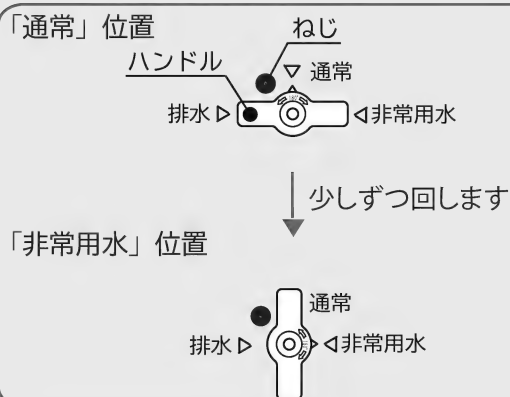 「通常」位置
ねじ
ハンドル
▽ 通常
排水 ▷
◁非常用水
少しずつ回します
「非常用水」位置
通常
排水 ▷
◁非常用水